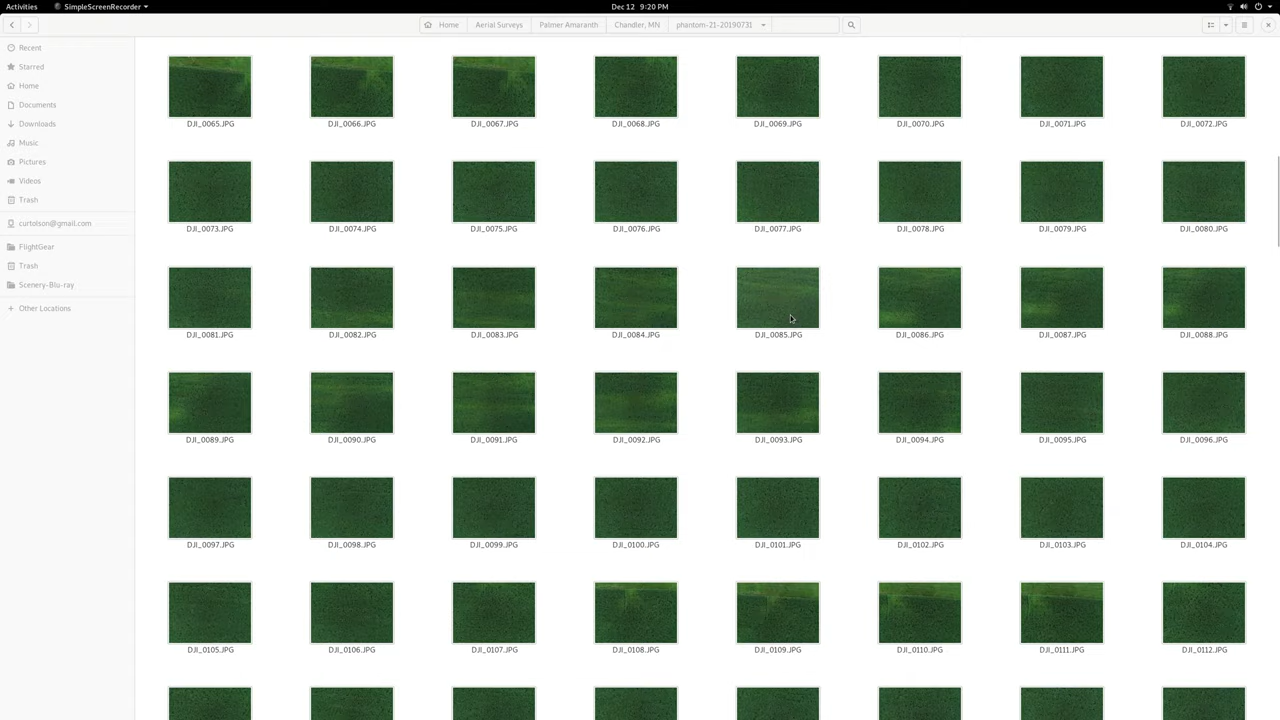 Activities SimpleScreenRecorder Dec 12 9:20 PM
Home Aerial Surveys Palmer Amaranth Chandler, MN phantom-21-20190731
Recent
Starred
Home
Documents
Downloads
Music
Pictures
Videos
Trash
curtolson@gmail.com
FlightGear
Trash
Scenery-Blu-ray
Other Locations
DJI_0065.JPG DJI_0066.JPG DJI_0067.JPG DJI_0068.JPG DJI_0069.JPG DJI_0070.JPG DJI_0071.JPG DJI_0072.JPG
DJI_0073.JPG DJI_0074.JPG DJI_0075.JPG DJI_0076.JPG DJI_0077.JPG DJI_0078.JPG DJI_0079.JPG DJI_0080.JPG
DJI_0081.JPG DJI_0082.JPG DJI_0083.JPG DJI_0084.JPG DJI_0085.JPG DJI_0086.JPG DJI_0087.JPG DJI_0088.JPG
DJI_0089.JPG DJI_0090.JPG DJI_0091.JPG DJI_0092.JPG DJI_0093.JPG DJI_0094.JPG DJI_0095.JPG DJI_0096.JPG
DJI_0097.JPG DJI_0098.JPG DJI_0099.JPG DJI_0100.JPG DJI_0101.JPG DJI_0102.JPG DJI_0103.JPG DJI_0104.JPG
DJI_0105.JPG DJI_0106.JPG DJI_0107.JPG DJI_0108.JPG DJI_0109.JPG DJI_0110.JPG DJI_0111.JPG DJI_0112.JPG